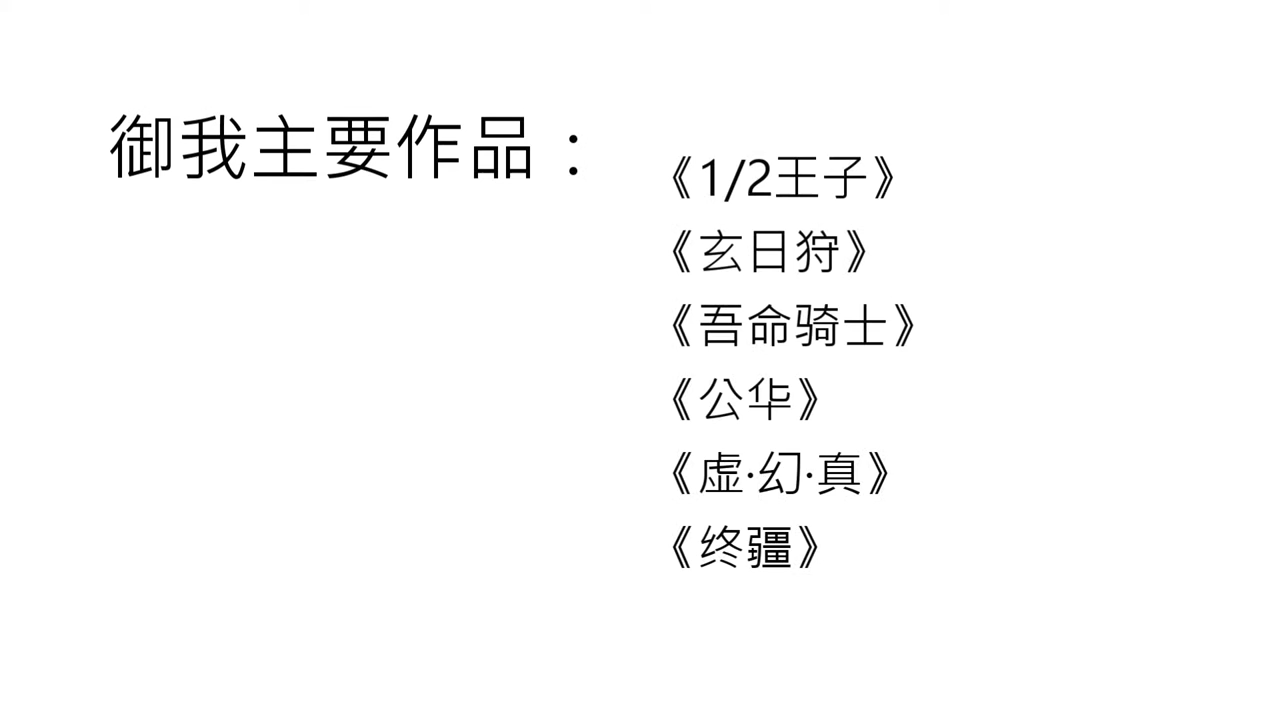 御我主要作品：
《1/2王子》
《玄日狩》
《吾命骑士》
《公华》
《虚·幻·真》
《终疆》